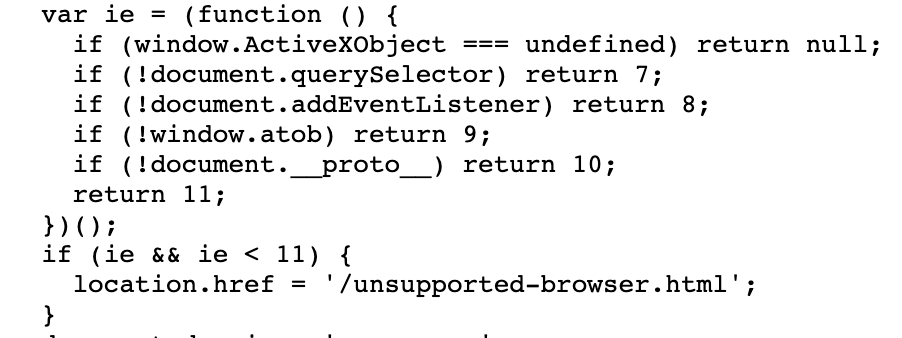 var ie = (function () {
  if (window.ActiveXObject === undefined) return null;
  if (!document.querySelector) return 7;
  if (!document.addEventListener) return 8;
  if (!window.atob) return 9;
  if (!document.__proto__) return 10;
  return 11;
})();
if (ie && ie < 11) {
  location.href = '/unsupported-browser.html';
}